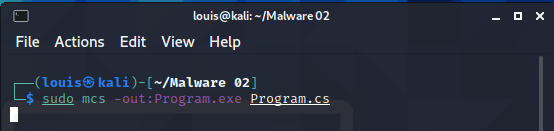 louis@kali: ~/Malware 02
File Actions Edit View Help
┌──(louis㉿kali)-[~/Malware 02]
└─$ sudo mcs -out:Program.exe Program.cs